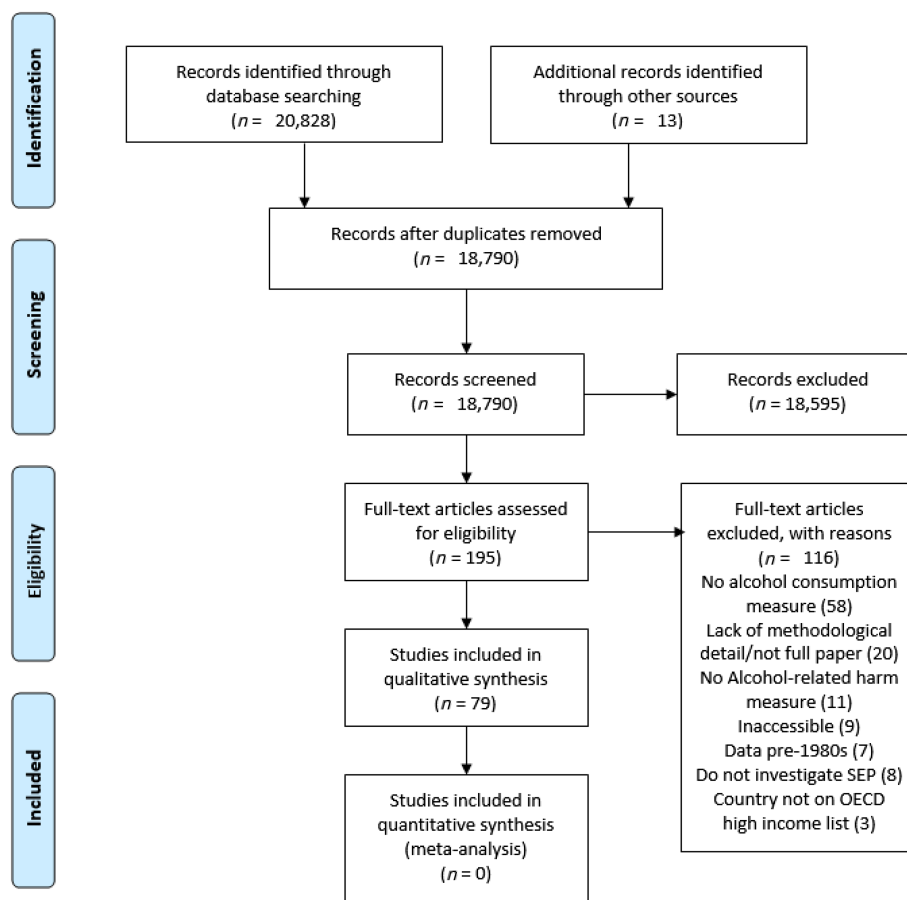 Identification
Records identified through
database searching
(n = 20,828)
Additional records identified
through other sources
(n = 13)
Records after duplicates removed
(n = 18,790)
Screening
Records screened
(n = 18,790)
Records excluded
(n = 18,595)
Eligibility
Full-text articles assessed
for eligibility
(n = 195)
Full-text articles
excluded, with reasons
(n = 116)
No alcohol consumption
measure (58)
Lack of methodological
detail/not full paper (20)
No Alcohol-related harm
measure (11)
Inaccessible (9)
Data pre-1980s (7)
Do not investigate SEP (8)
Country not on OECD
high income list (3)
Studies included in
qualitative synthesis
(n = 79)
Included
Studies included in
quantitative synthesis
(meta-analysis)
(n = 0)